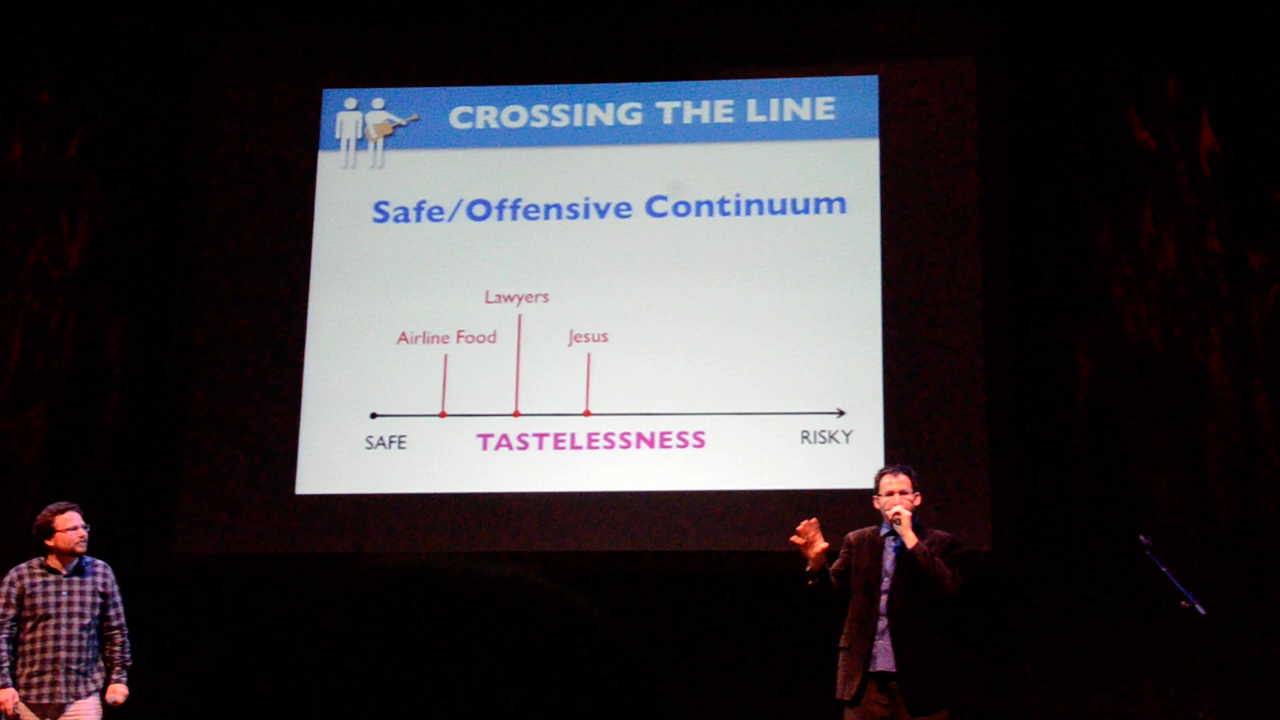 CROSSING THE LINE
Safe/Offensive Continuum
Lawyers
Airline Food
Jesus
SAFE
TASTELESSNESS
RISKY